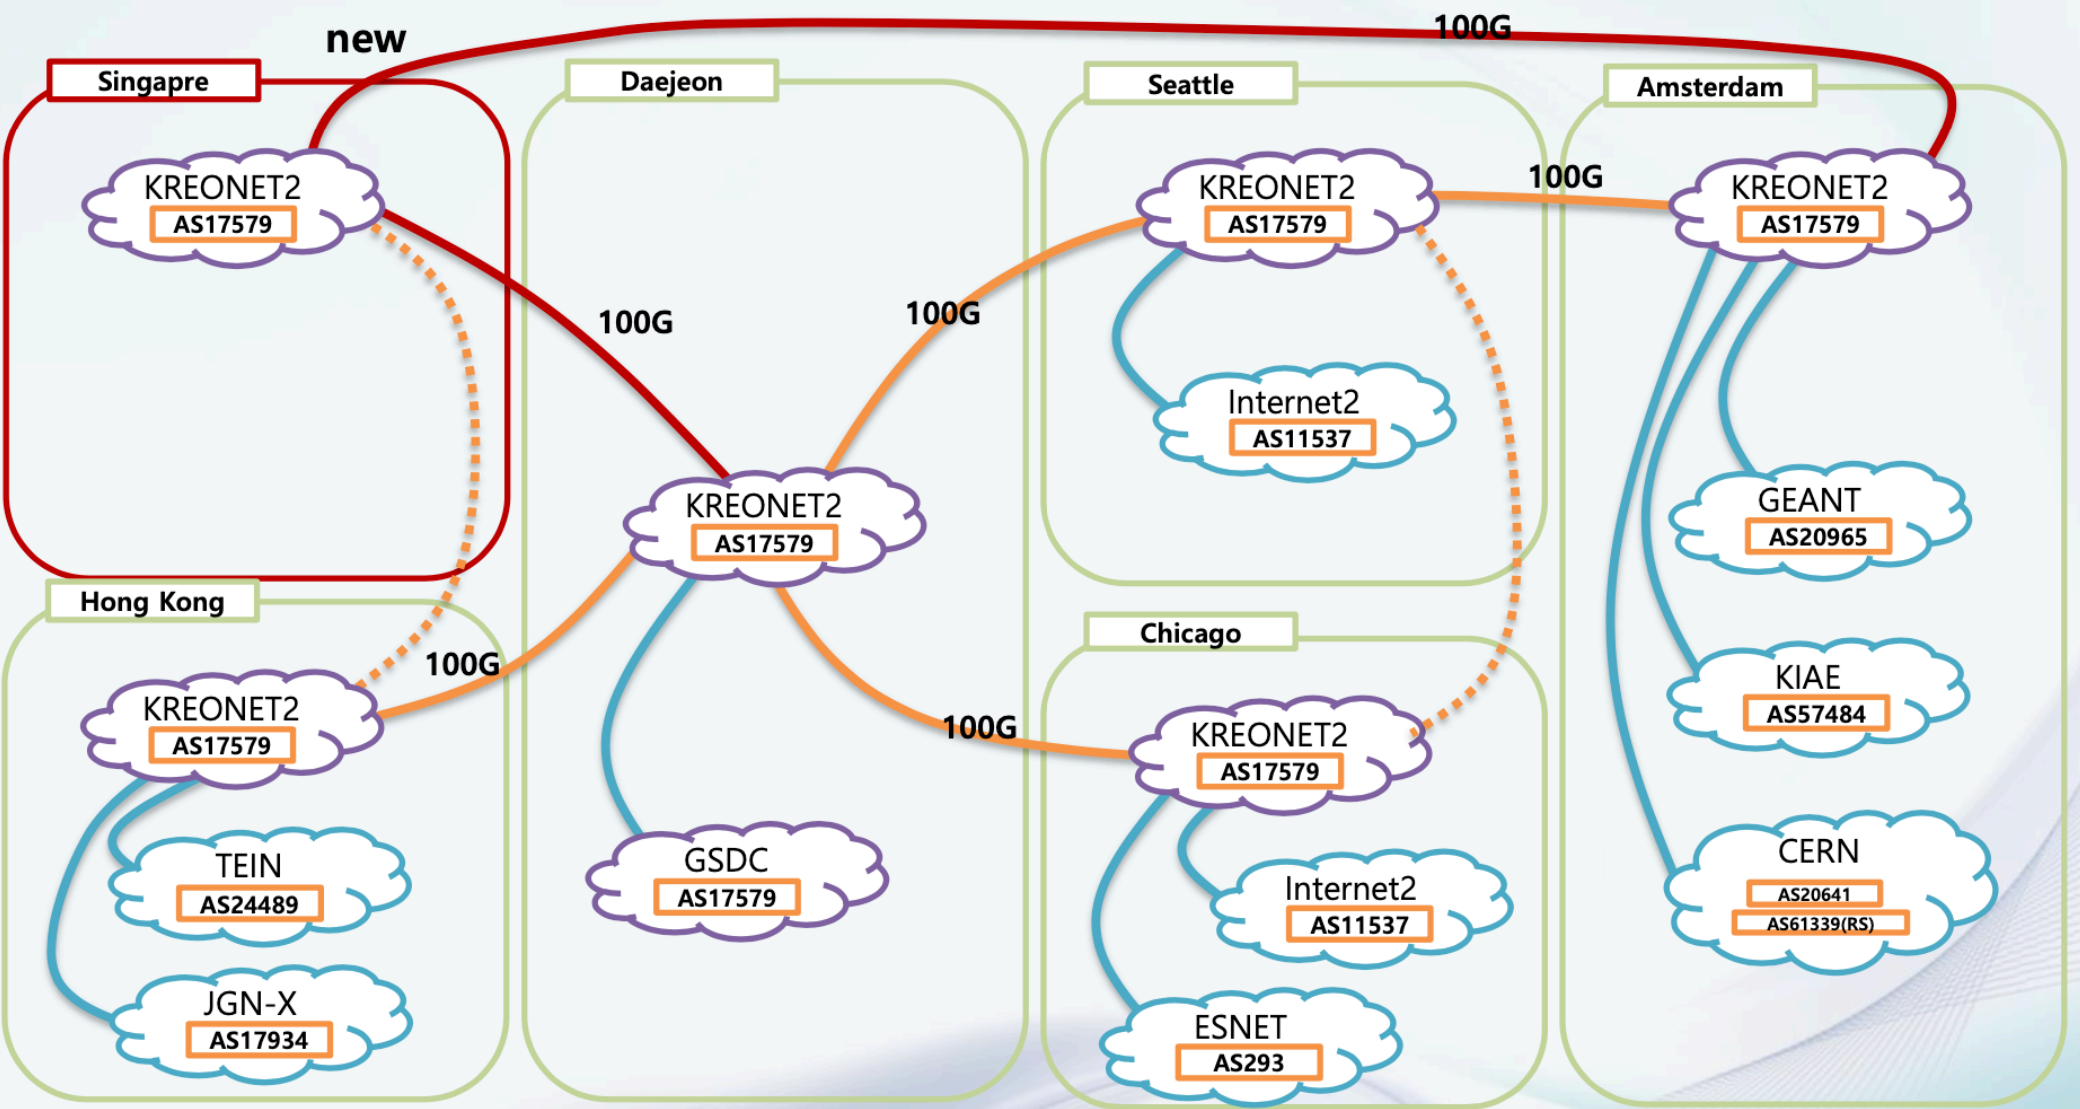 new
100G
Singapre
KREONET2
AS17579
100G
Hong Kong
100G
KREONET2
AS17579
TEIN
AS24489
JGN-X
AS17934
Daejeon
100G
KREONET2
AS17579
100G
GSDC
AS17579
Seattle
KREONET2
AS17579
100G
Internet2
AS11537
Chicago
KREONET2
AS17579
Internet2
AS11537
ESNET
AS293
Amsterdam
KREONET2
AS17579
GEANT
AS20965
KIAE
AS57484
CERN
AS20641
AS61339(RS)